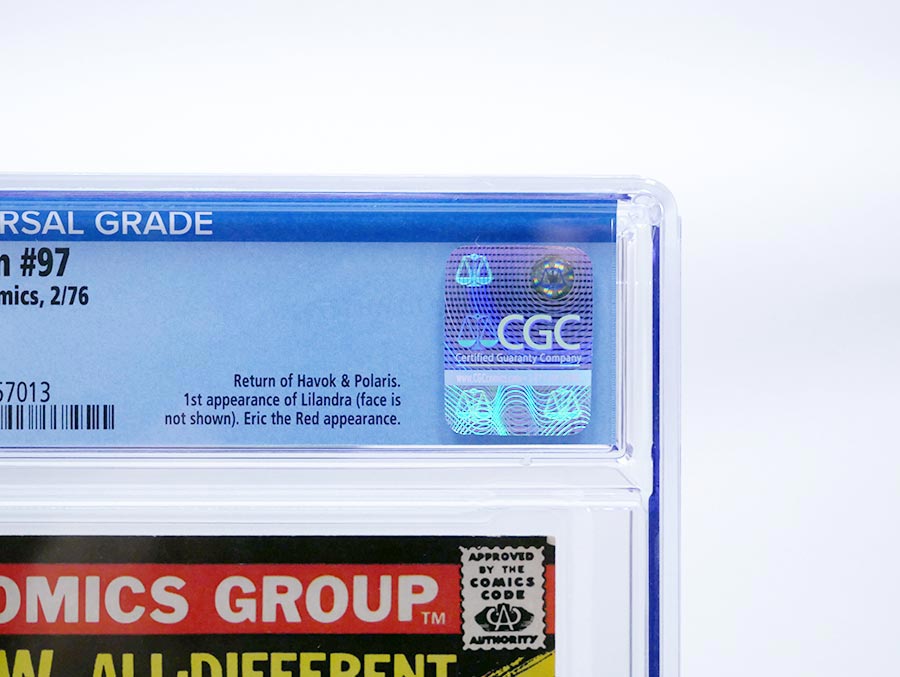 RSAL GRADE
n #97
mics, 2/76
57013
Return of Havok & Polaris.
1st appearance of Lilandra (face is
not shown). Eric the Red appearance.
CGC
Certified Guaranty Company
OMICS GROUP TM
APPROVED
BY THE
COMICS
CODE
CA
AUTHORITY
W, ALL-DIFFERENT